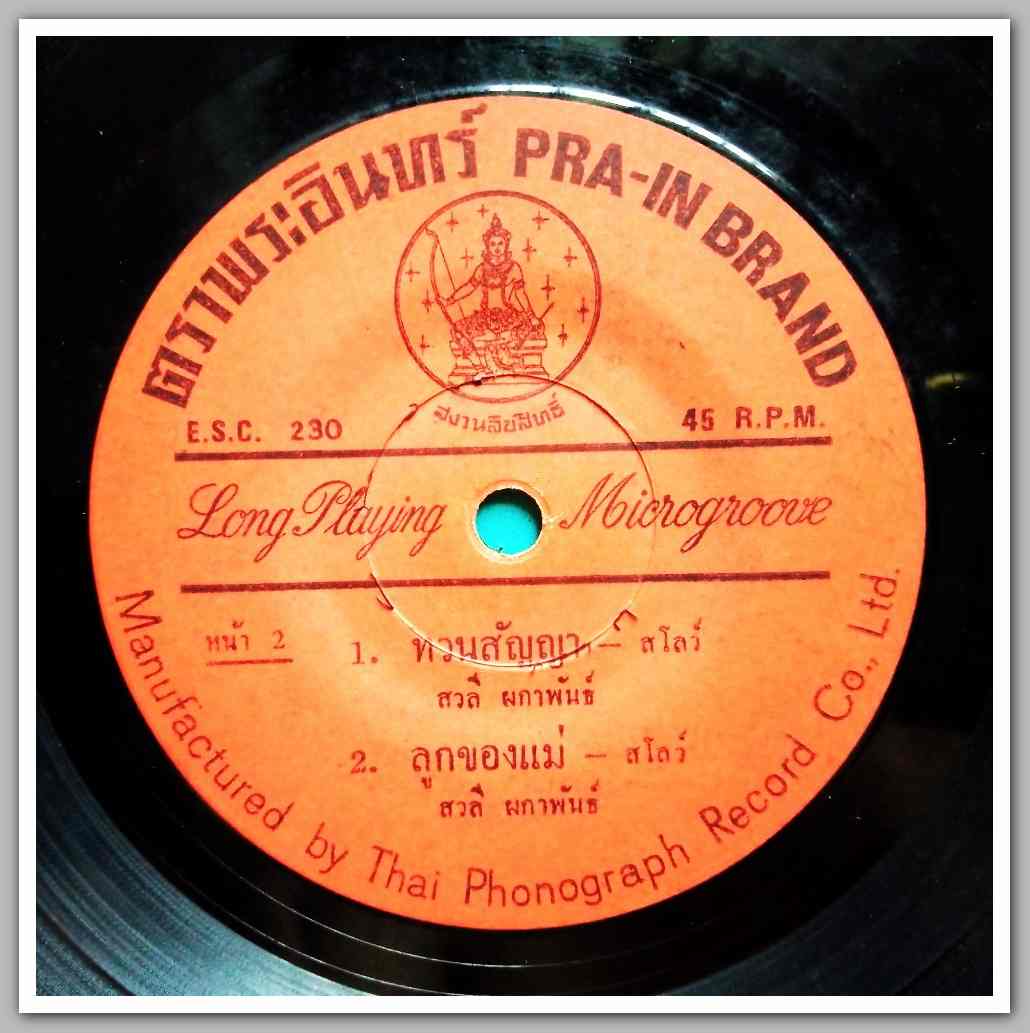 ตราพระอินทร์ PRA-IN BRAND
สงวนลิขสิทธิ์
E.S.C. 230
45 R.P.M.
Long Playing Microgroove
หน้า 2
1. ทวนสัญญา - สโลว์
สวลี ผกาพันธ์
2. ลูกของแม่ - สโลว์
สวลี ผกาพันธ์
Manufactured by Thai Phonograph Record Co., Ltd.